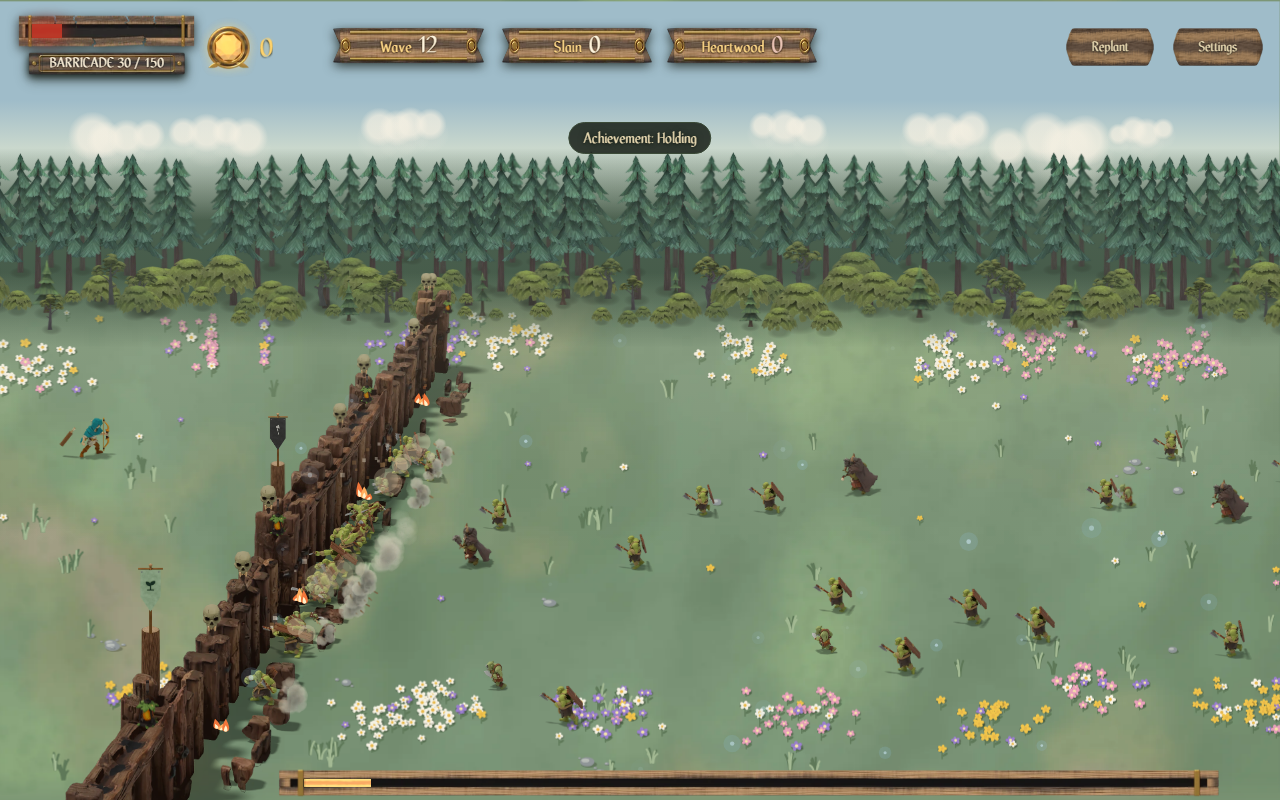 BARRICADE 30 / 150
0
Wave 12
Slain 0
Heartwood 0
Replant
Settings
Achievement: Holding